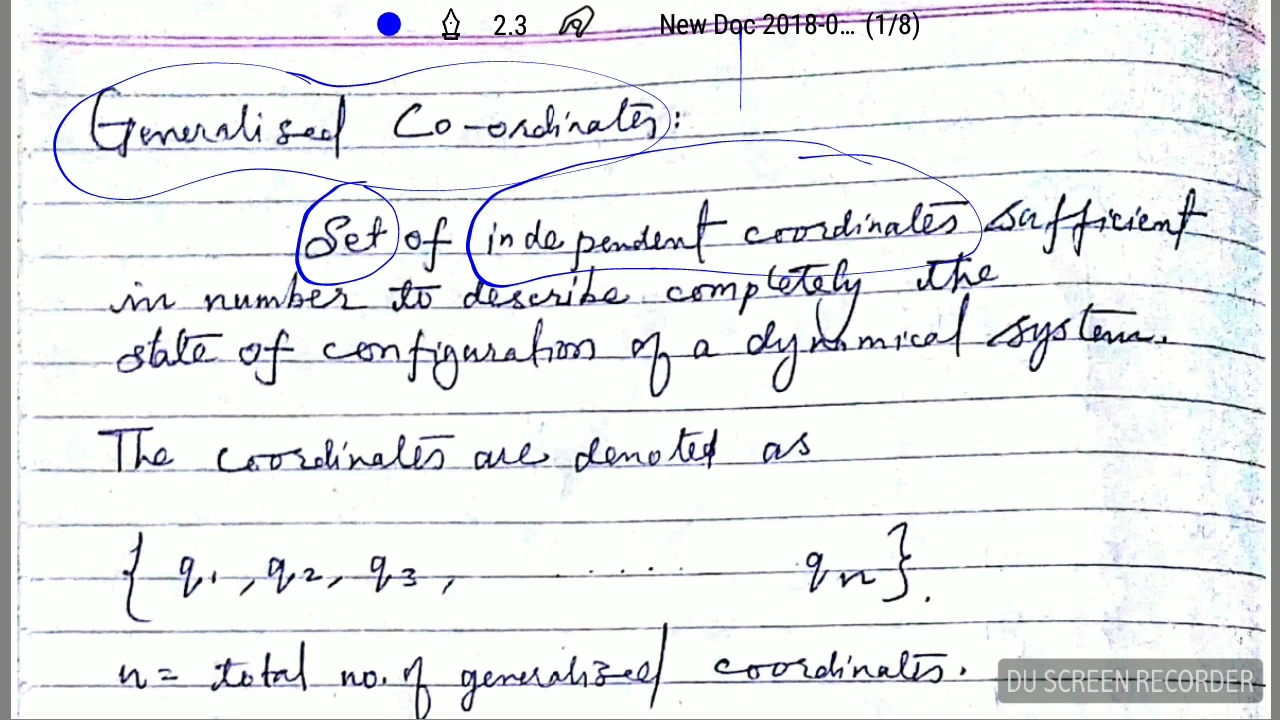 2.3 New Doc 2018-0... (1/8)
Generalised Co-ordinates:
Set of independent coordinates sufficient
in number to describe completely the
state of configuration of a dynamical system.
The coordinates are denoted as
{ q1, q2, q3, ....... qn}.
n = total no. of generalized coordinates.
DU SCREEN RECORDER